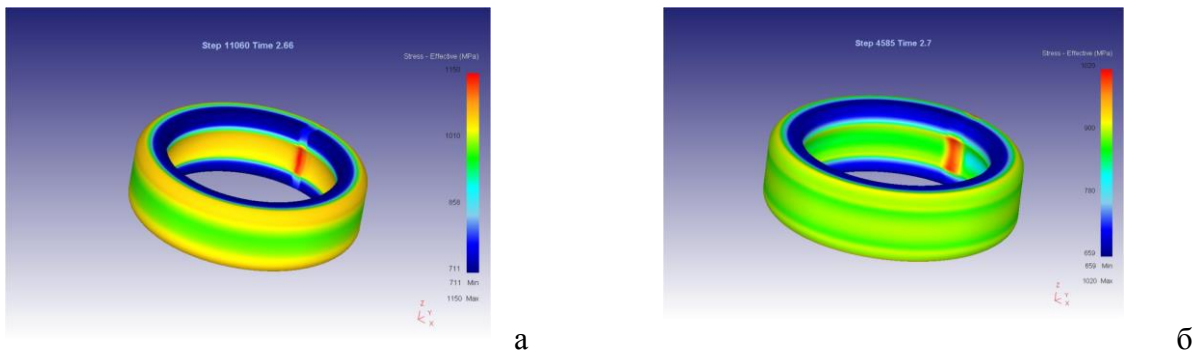 Step 11060 Time 2.66
Stress - Effective (MPa)
1150
1010
858
711
711 Min
1150 Max
Z
Y
X
а
Step 4585 Time 2.7
Stress - Effective (MPa)
1020
900
780
659
659 Min
1020 Max
Z
Y
X
б